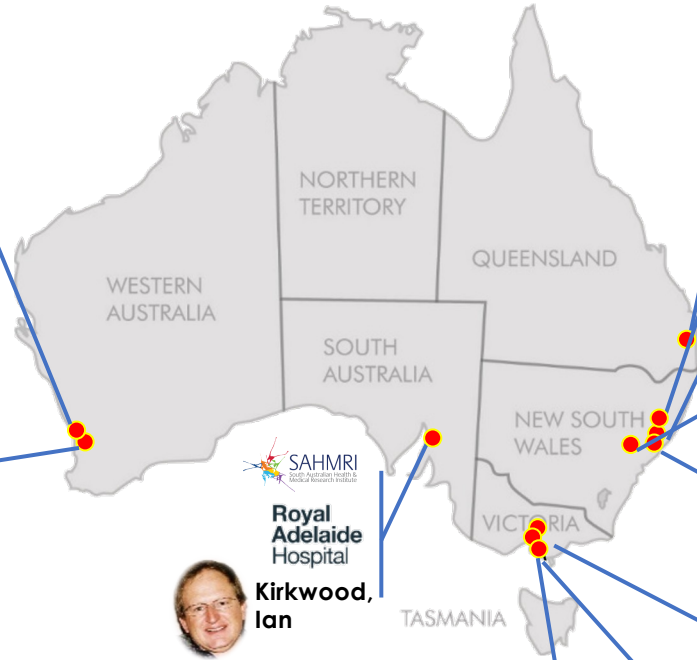 NORTHERN
TERRITORY
QUEENSLAND
WESTERN
AUSTRALIA
SOUTH
AUSTRALIA
NEW SOUTH
WALES
SAHMRI
South Australian Health &
Medical Research Institute
Royal
Adelaide
Hospital
VICTORIA
Kirkwood,
Ian
TASMANIA